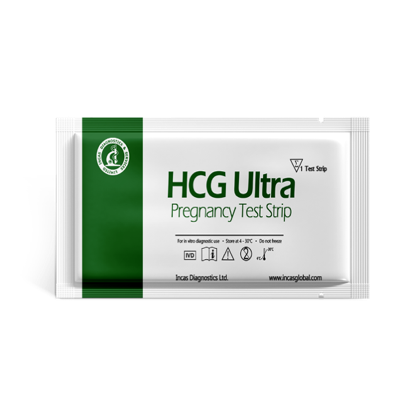 1 Test Strip
HCG Ultra
Pregnancy Test Strip
For in vitro diagnostic use • Store at 4 - 30°C • Do not freeze
IVD
Incas Diagnostics Ltd.
www.incasglobal.com